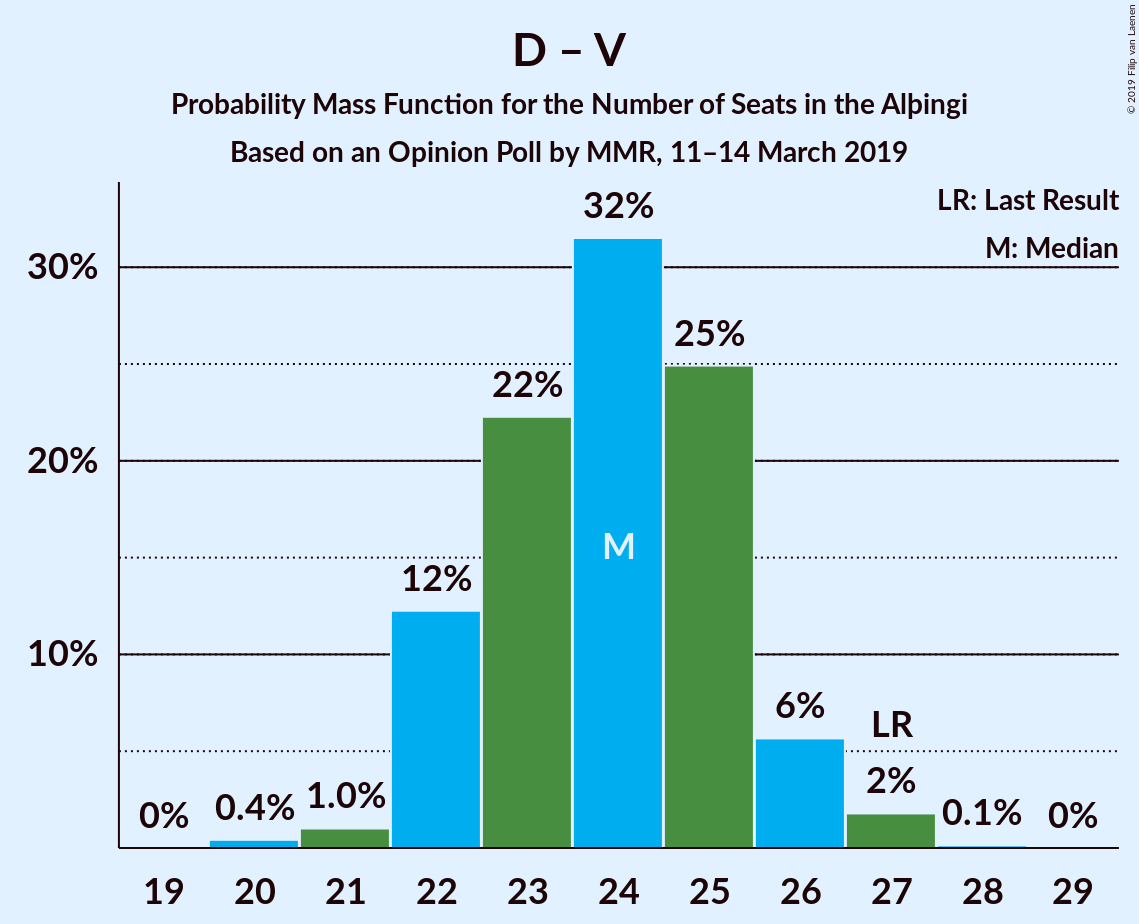 D – V
Probability Mass Function for the Number of Seats in the Alþingi
Based on an Opinion Poll by MMR, 11–14 March 2019
© 2019 Filip van Laenen
LR: Last Result
M: Median
30%
20%
10%
0%
0.4%
1.0%
12%
22%
32%
M
25%
6%
LR
2%
0.1%
0%
19 20 21 22 23 24 25 26 27 28 29